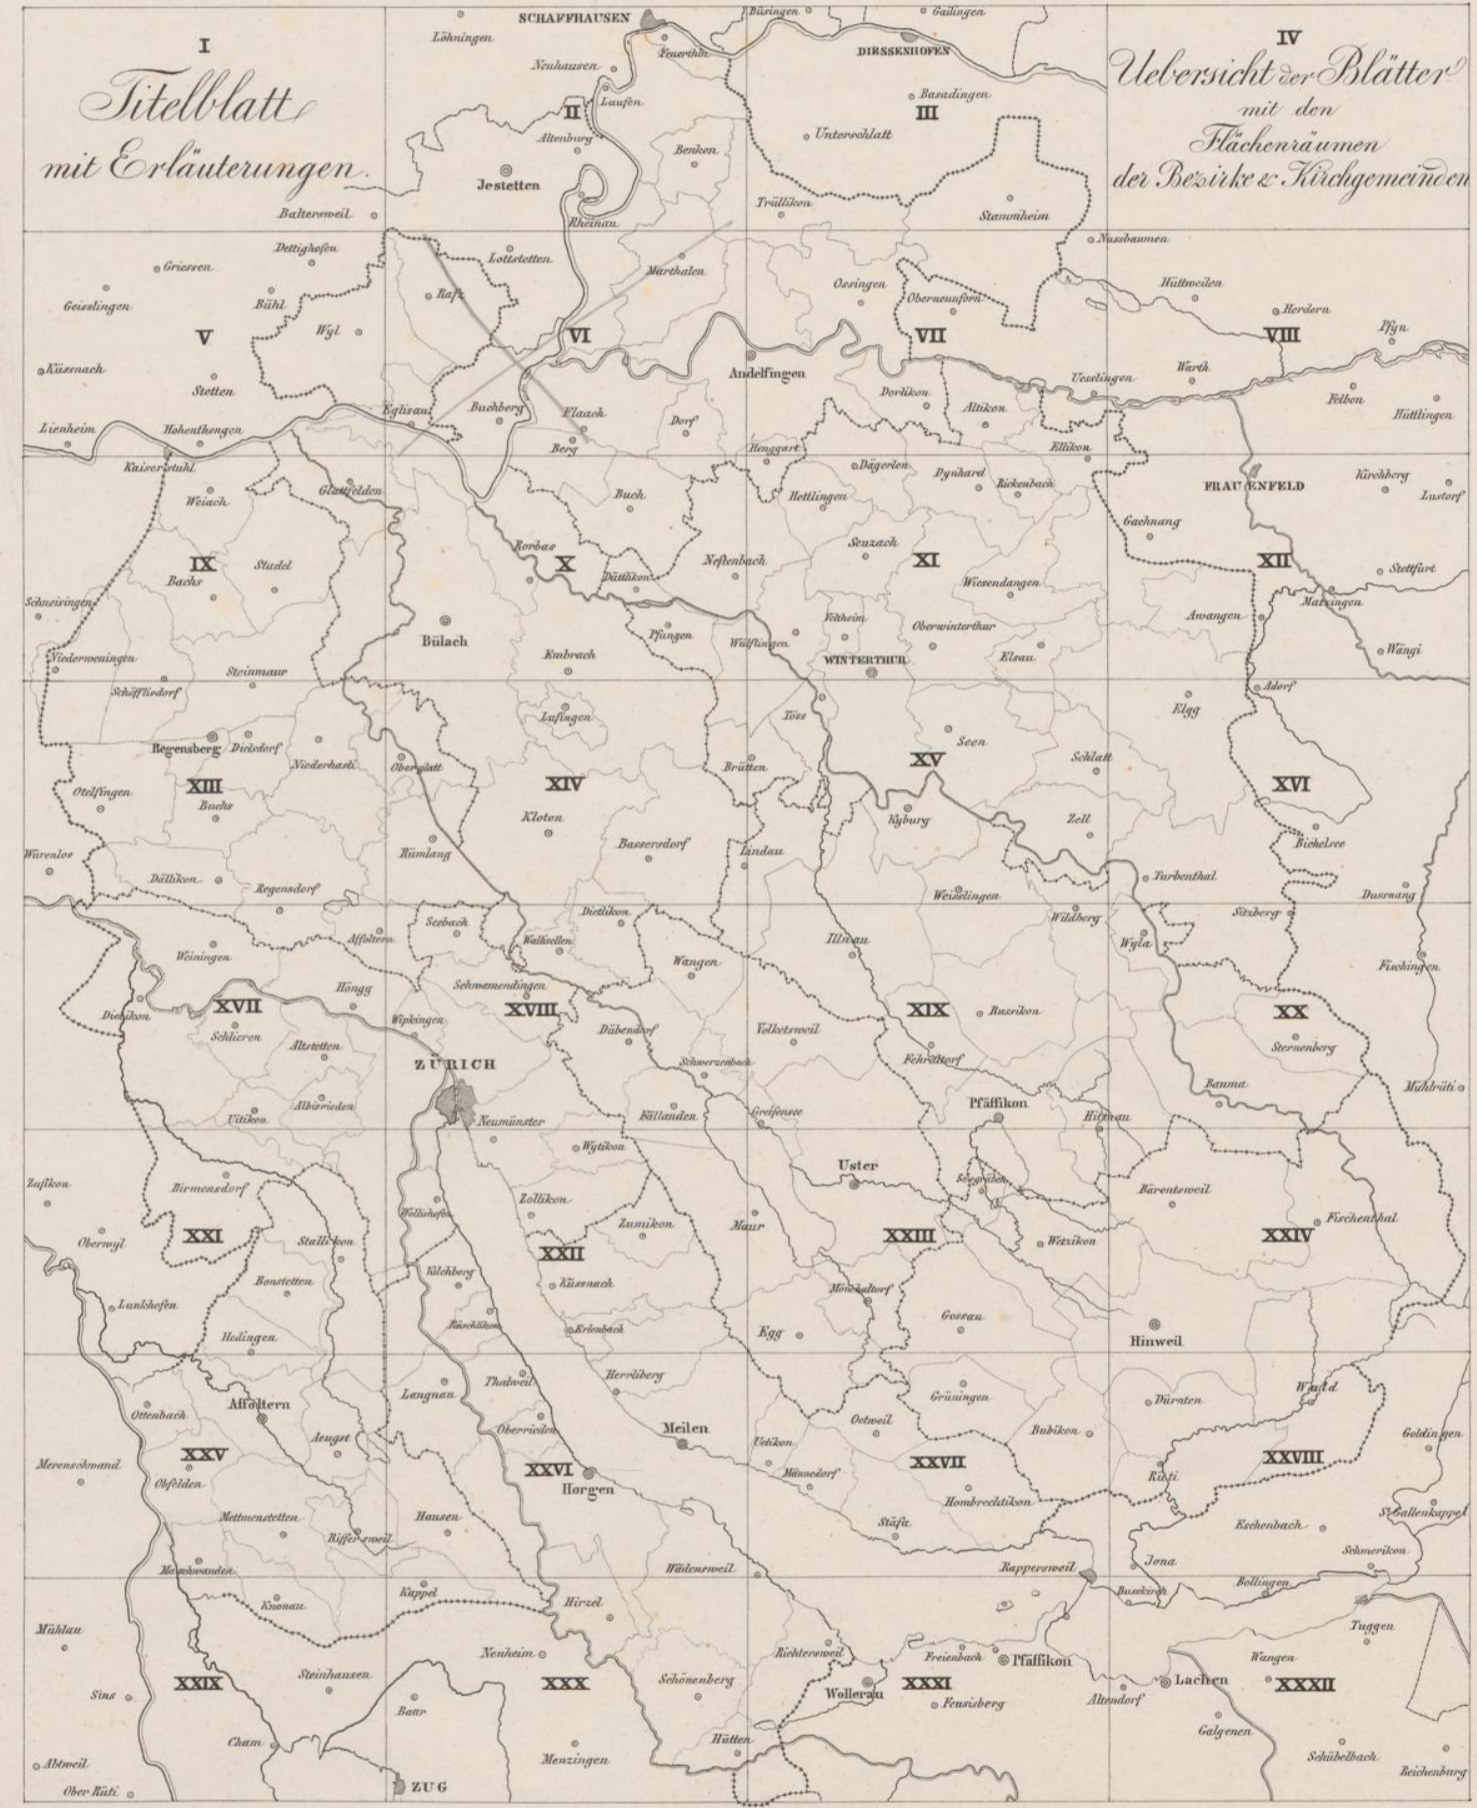 I
Titelblatt
mit Erläuterungen.
Baltersweil
SCHAFFHAUSEN
Löhningen
Feuerthln
Neuhausen
Laufen
II
Altenburg
Benken
Jestetten
Rheinau
Büsingen
Gailingen
DIESSENHOFEN
Basadingen
III
Unterschlatt
Trüllikon
Stammheim
IV
Uebersicht der Blätter
mit den
Flächenräumen
der Bezirke & Kirchgemeinden
Dettighofen
Griessen
Geisslingen
Bühl
Wyl
V
Küssnach
Stetten
Lienheim
Hohenthengen
Lottstetten
Marthalen
Rafz
VI
Eglisau
Buchberg
Flaach
Dorf
Berg
Ossingen
Oberneunforn
VII
Andelfingen
Dorlikon
Altikon
Henggart
Ellikon
Nussbaumen
Hüttweilen
Herdern
Pfyn
VIII
Uesslingen
Warth
Felben
Hüttlingen
Kaiserstuhl
Weiach
Glattfelden
IX
Stadel
Bachs
Schneisingen
Niederweningen
Steinmaur
Buch
Rorbas
X
Dättlikon
Neftenbach
Bülach
Pfungen
Embrach
Dägerlen
Dynhard
Rickenbach
Hettlingen
Seuzach
XI
Wiesendangen
Veltheim
Oberwinterthur
Wülflingen
Elsau
WINTERTHUR
Kirchberg
FRAUENFELD
Lustorf
Gachnang
XII
Stettfurt
Matzingen
Awangen
Wängi
Schöfflisdorf
Regensberg
Dielsdorf
Niederhasli
XIII
Otelfingen
Buchs
Würenlos
Dällikon
Regensdorf
Lufingen
Oberglatt
Brütten
XIV
Kloten
Rümlang
Bassersdorf
Töss
Seen
XV
Schlatt
Kyburg
Zell
Lindau
Weisslingen
Adorf
Elgg
XVI
Bichelsee
Turbenthal
Dussnang
Affoltern
Weiningen
XVII
Höngg
Dietikon
Schlieren
Altstetten
Albisrieden
Uitikon
Seebach
Dietlikon
Wallisellen
Wangen
Schwamendingen
XVIII
Wipkingen
Dübendorf
ZÜRICH
Schwerzenbach
Fällanden
Neumünster
Wildberg
Illnau
XIX
Russikon
Volketsweil
Fehraltorf
Greifensee
Pfäffikon
Hittnau
Sitzberg
Wyla
Fischingen
XX
Sternenberg
Bauma
Mühlrüti
Zufikon
Birmensdorf
XXI
Oberwyl
Stallikon
Bonstetten
Lunkhofen
Hedingen
Wytikon
Zollikon
Wollishofen
Zumikon
XXII
Kilchberg
Küssnach
Rüschlikon
Erlenbach
Uster
Seegräben
Maur
XXIII
Wetzikon
Mönchaltorf
Gossau
Egg
Bärentsweil
Fischenthal
XXIV
Hinweil
Ottenbach
Affoltern
Aeugst
XXV
Merenschwand
Obfelden
Mettmenstetten
Rifferschweil
Maschwanden
Langnau
Thalweil
Herrliberg
Oberrieden
Meilen
XXVI
Horgen
Hausen
Wädensweil
Grüningen
Oetweil
Bubikon
Uetikon
XXVII
Männedorf
Hombrechtikon
Stäfa
Rappersweil
Wald
Dürnten
Goldingen
XXVIII
Rüti
St. Gallenkappel
Eschenbach
Schmerikon
Jona
Knonau
Mühlau
XXIX
Steinhausen
Sins
Cham
Abtweil
Ober Rüti
Kappel
Hirzel
Neuheim
XXX
Schönenberg
Baar
Menzingen
Hütten
ZUG
Richtersweil
Freienbach
Pfäffikon
XXXI
Wollerau
Feusisberg
Altendorf
Busskirch
Bollingen
Tuggen
Wangen
Lachen
XXXII
Galgenen
Schübelbach
Reichenburg